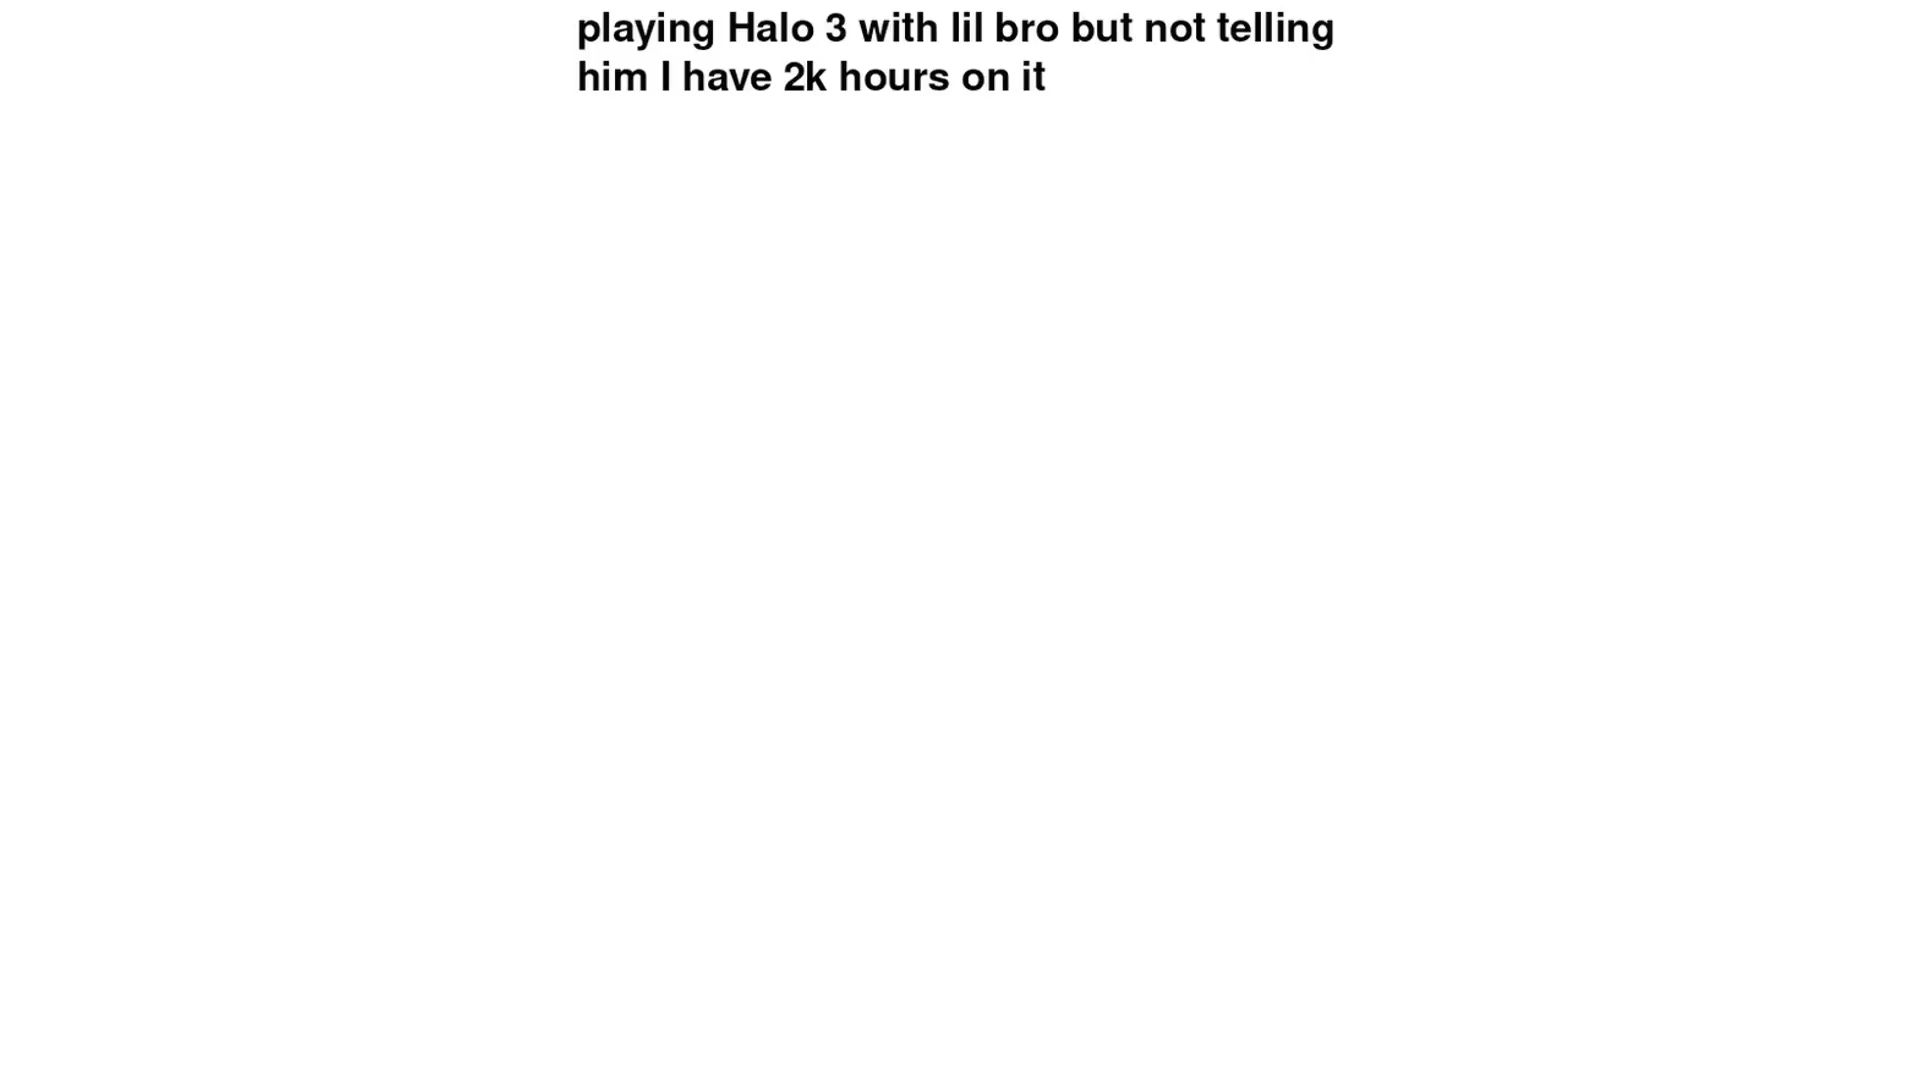 playing Halo 3 with lil bro but not telling
him I have 2k hours on it